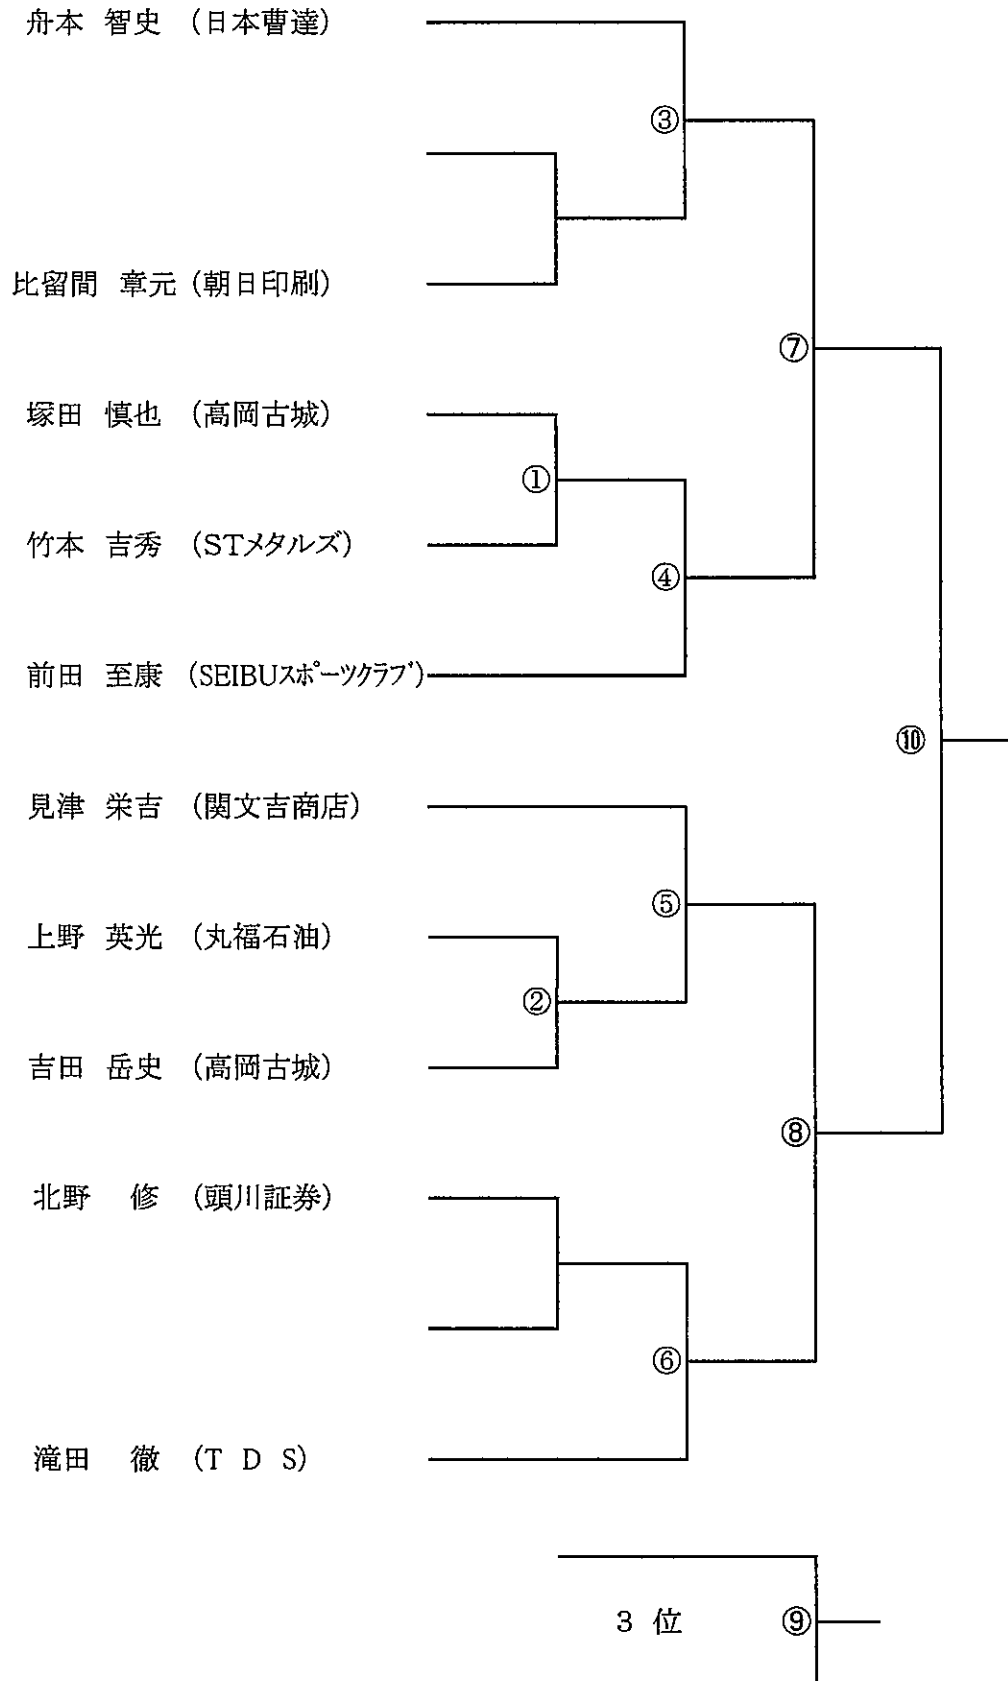 舟本 智史 (日本曹達)
③
比留間 章元 (朝日印刷)
⑦
塚田 慎也 (高岡古城)
①
竹本 吉秀 (STメタルズ)
④
前田 至康 (SEIBUスポーツクラブ)
⑩
見津 栄吉 (関文吉商店)
⑤
上野 英光 (丸福石油)
②
吉田 岳史 (高岡古城)
⑧
北野 修 (頭川証券)
⑥
滝田 徹 (T D S)
3 位 ⑨